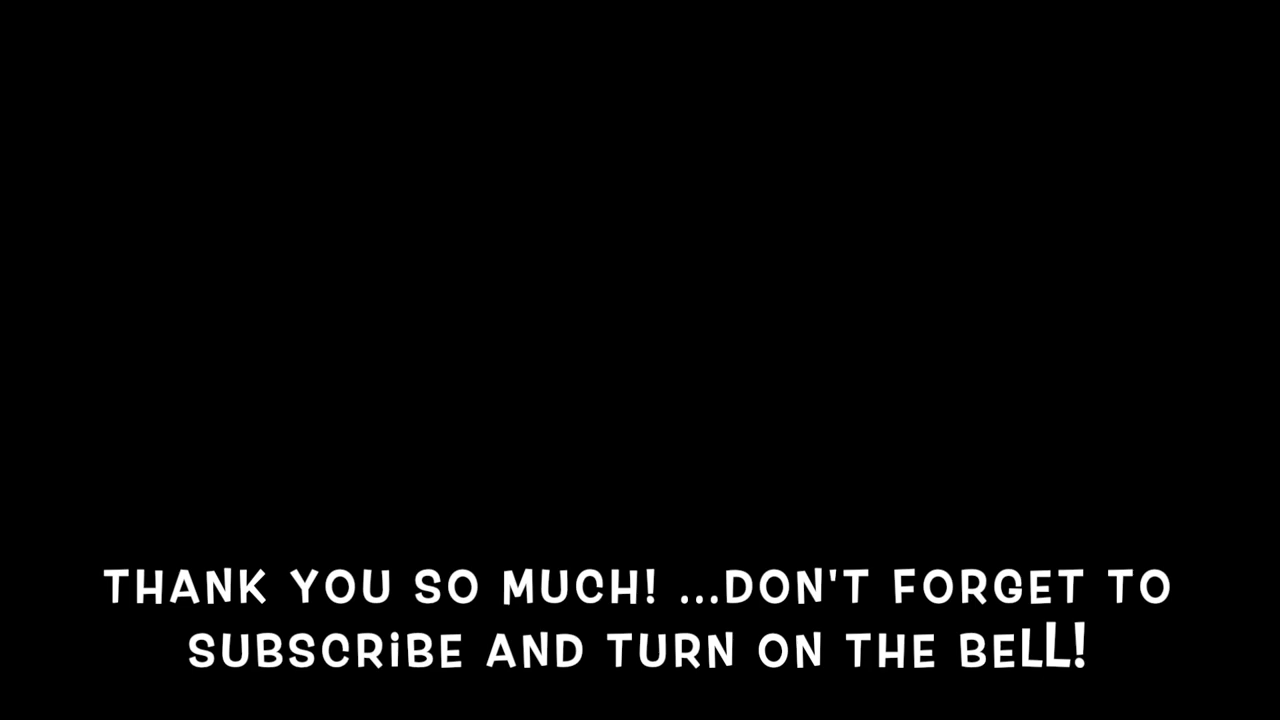 THANK YOU SO MUCH! ...DON'T FORGET TO
SUBSCRiBE AND TURN ON THE BELL!